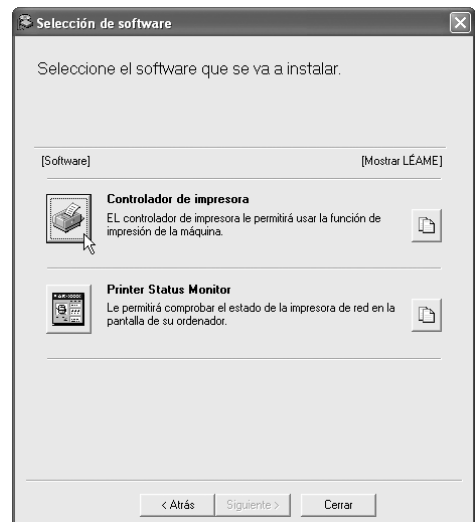 Selección de software
Seleccione el software que se va a instalar.
[Software] [Mostrar LÉAME]
Controlador de impresora
EL controlador de impresora le permitirá usar la función de
impresión de la máquina.
Printer Status Monitor
Le permitirá comprobar el estado de la impresora de red en la
pantalla de su ordenador.
< Atrás Siguiente > Cerrar